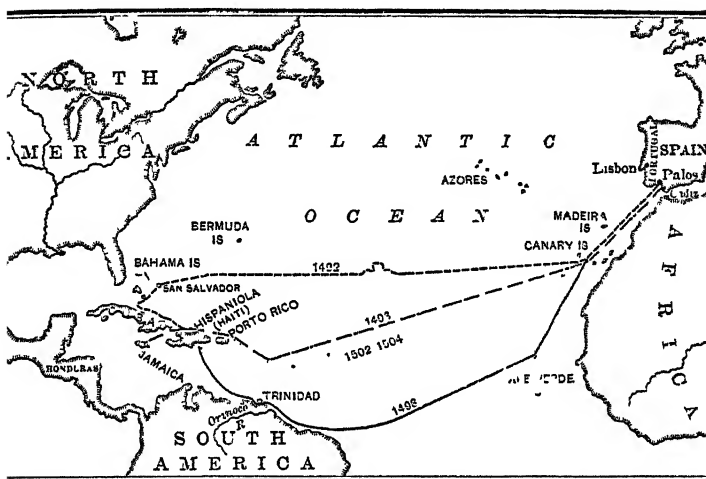 NORTH
AMERICA
ATLANTIC
OCEAN
AZORES
Lisbon
PORTUGAL
SPAIN
Palos
BERMUDA
IS
MADEIRA
IS
CANARY IS
AFRICA
BAHAMA IS
1492
SAN SALVADOR
HISPANIOLA
(HAITI)
PORTO RICO
1493
1502-1504
JAMAICA
HONDURAS
TRINIDAD
1498
Orinoco
R
SOUTH
AMERICA